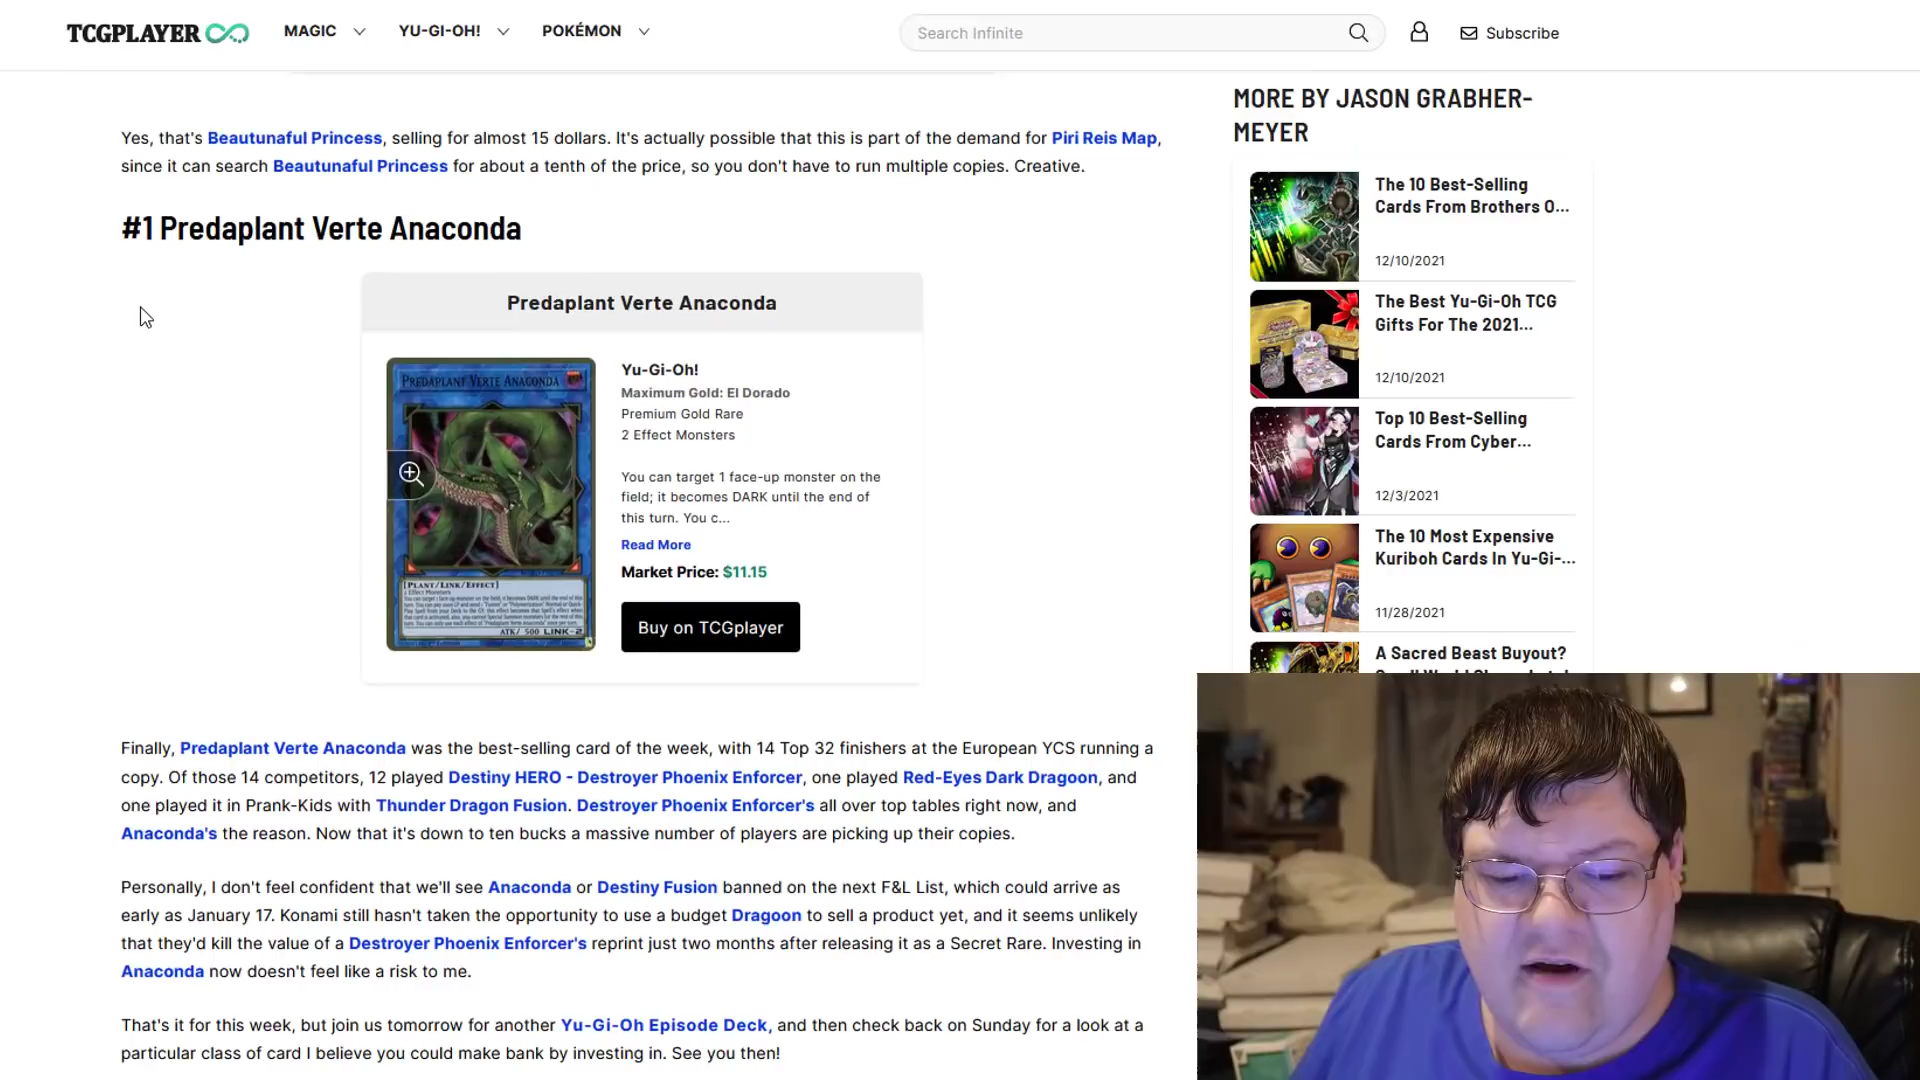 TCGPLAYER
MAGIC
YU-GI-OH!
POKÉMON
Search Infinite
Subscribe
Yes, that's Beautunaful Princess, selling for almost 15 dollars. It's actually possible that this is part of the demand for Piri Reis Map,
since it can search Beautunaful Princess for about a tenth of the price, so you don't have to run multiple copies. Creative.
#1 Predaplant Verte Anaconda
Predaplant Verte Anaconda
PREDAPLANT VERTE ANACONDA
[PLANT/LINK/EFFECT]
ATK/ 500 LINK-2
Yu-Gi-Oh!
Maximum Gold: El Dorado
Premium Gold Rare
2 Effect Monsters
You can target 1 face-up monster on the
field; it becomes DARK until the end of
this turn. You c...
Read More
Market Price: $11.15
Buy on TCGplayer
Finally, Predaplant Verte Anaconda was the best-selling card of the week, with 14 Top 32 finishers at the European YCS running a
copy. Of those 14 competitors, 12 played Destiny HERO - Destroyer Phoenix Enforcer, one played Red-Eyes Dark Dragoon, and
one played it in Prank-Kids with Thunder Dragon Fusion. Destroyer Phoenix Enforcer's all over top tables right now, and
Anaconda's the reason. Now that it's down to ten bucks a massive number of players are picking up their copies.
Personally, I don't feel confident that we'll see Anaconda or Destiny Fusion banned on the next F&L List, which could arrive as
early as January 17. Konami still hasn't taken the opportunity to use a budget Dragoon to sell a product yet, and it seems unlikely
that they'd kill the value of a Destroyer Phoenix Enforcer's reprint just two months after releasing it as a Secret Rare. Investing in
Anaconda now doesn't feel like a risk to me.
That's it for this week, but join us tomorrow for another Yu-Gi-Oh Episode Deck, and then check back on Sunday for a look at a
particular class of card I believe you could make bank by investing in. See you then!
MORE BY JASON GRABHER-
MEYER
The 10 Best-Selling
Cards From Brothers O...
12/10/2021
The Best Yu-Gi-Oh TCG
Gifts For The 2021...
12/10/2021
Top 10 Best-Selling
Cards From Cyber...
12/3/2021
The 10 Most Expensive
Kuriboh Cards In Yu-Gi-...
11/28/2021
A Sacred Beast Buyout?